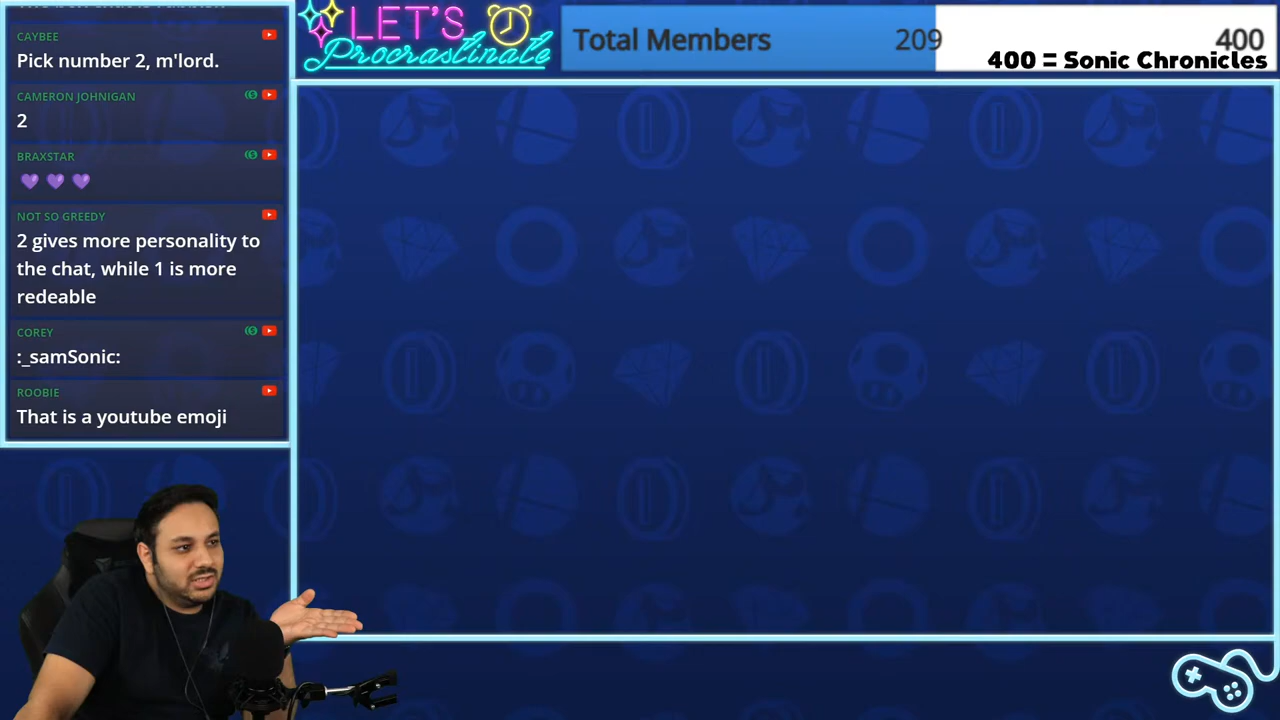 CAYBEE
Pick number 2, m'lord.
CAMERON JOHNIGAN
2
BRAXSTAR
💜 💜 💜
NOT SO GREEDY
2 gives more personality to
the chat, while 1 is more
redeable
COREY
:_samSonic:
ROOBIE
That is a youtube emoji
LET'S
Procrastinate
Total Members 209 400
400 = Sonic Chronicles